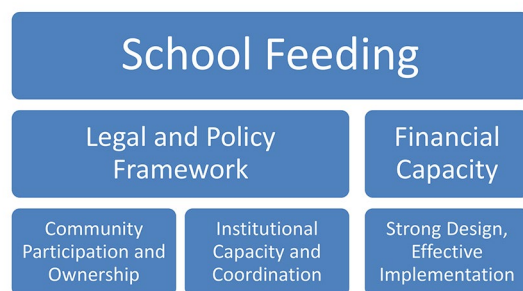 School Feeding
Legal and Policy
Framework
Financial
Capacity
Community
Participation and
Ownership
Institutional
Capacity and
Coordination
Strong Design,
Effective
Implementation